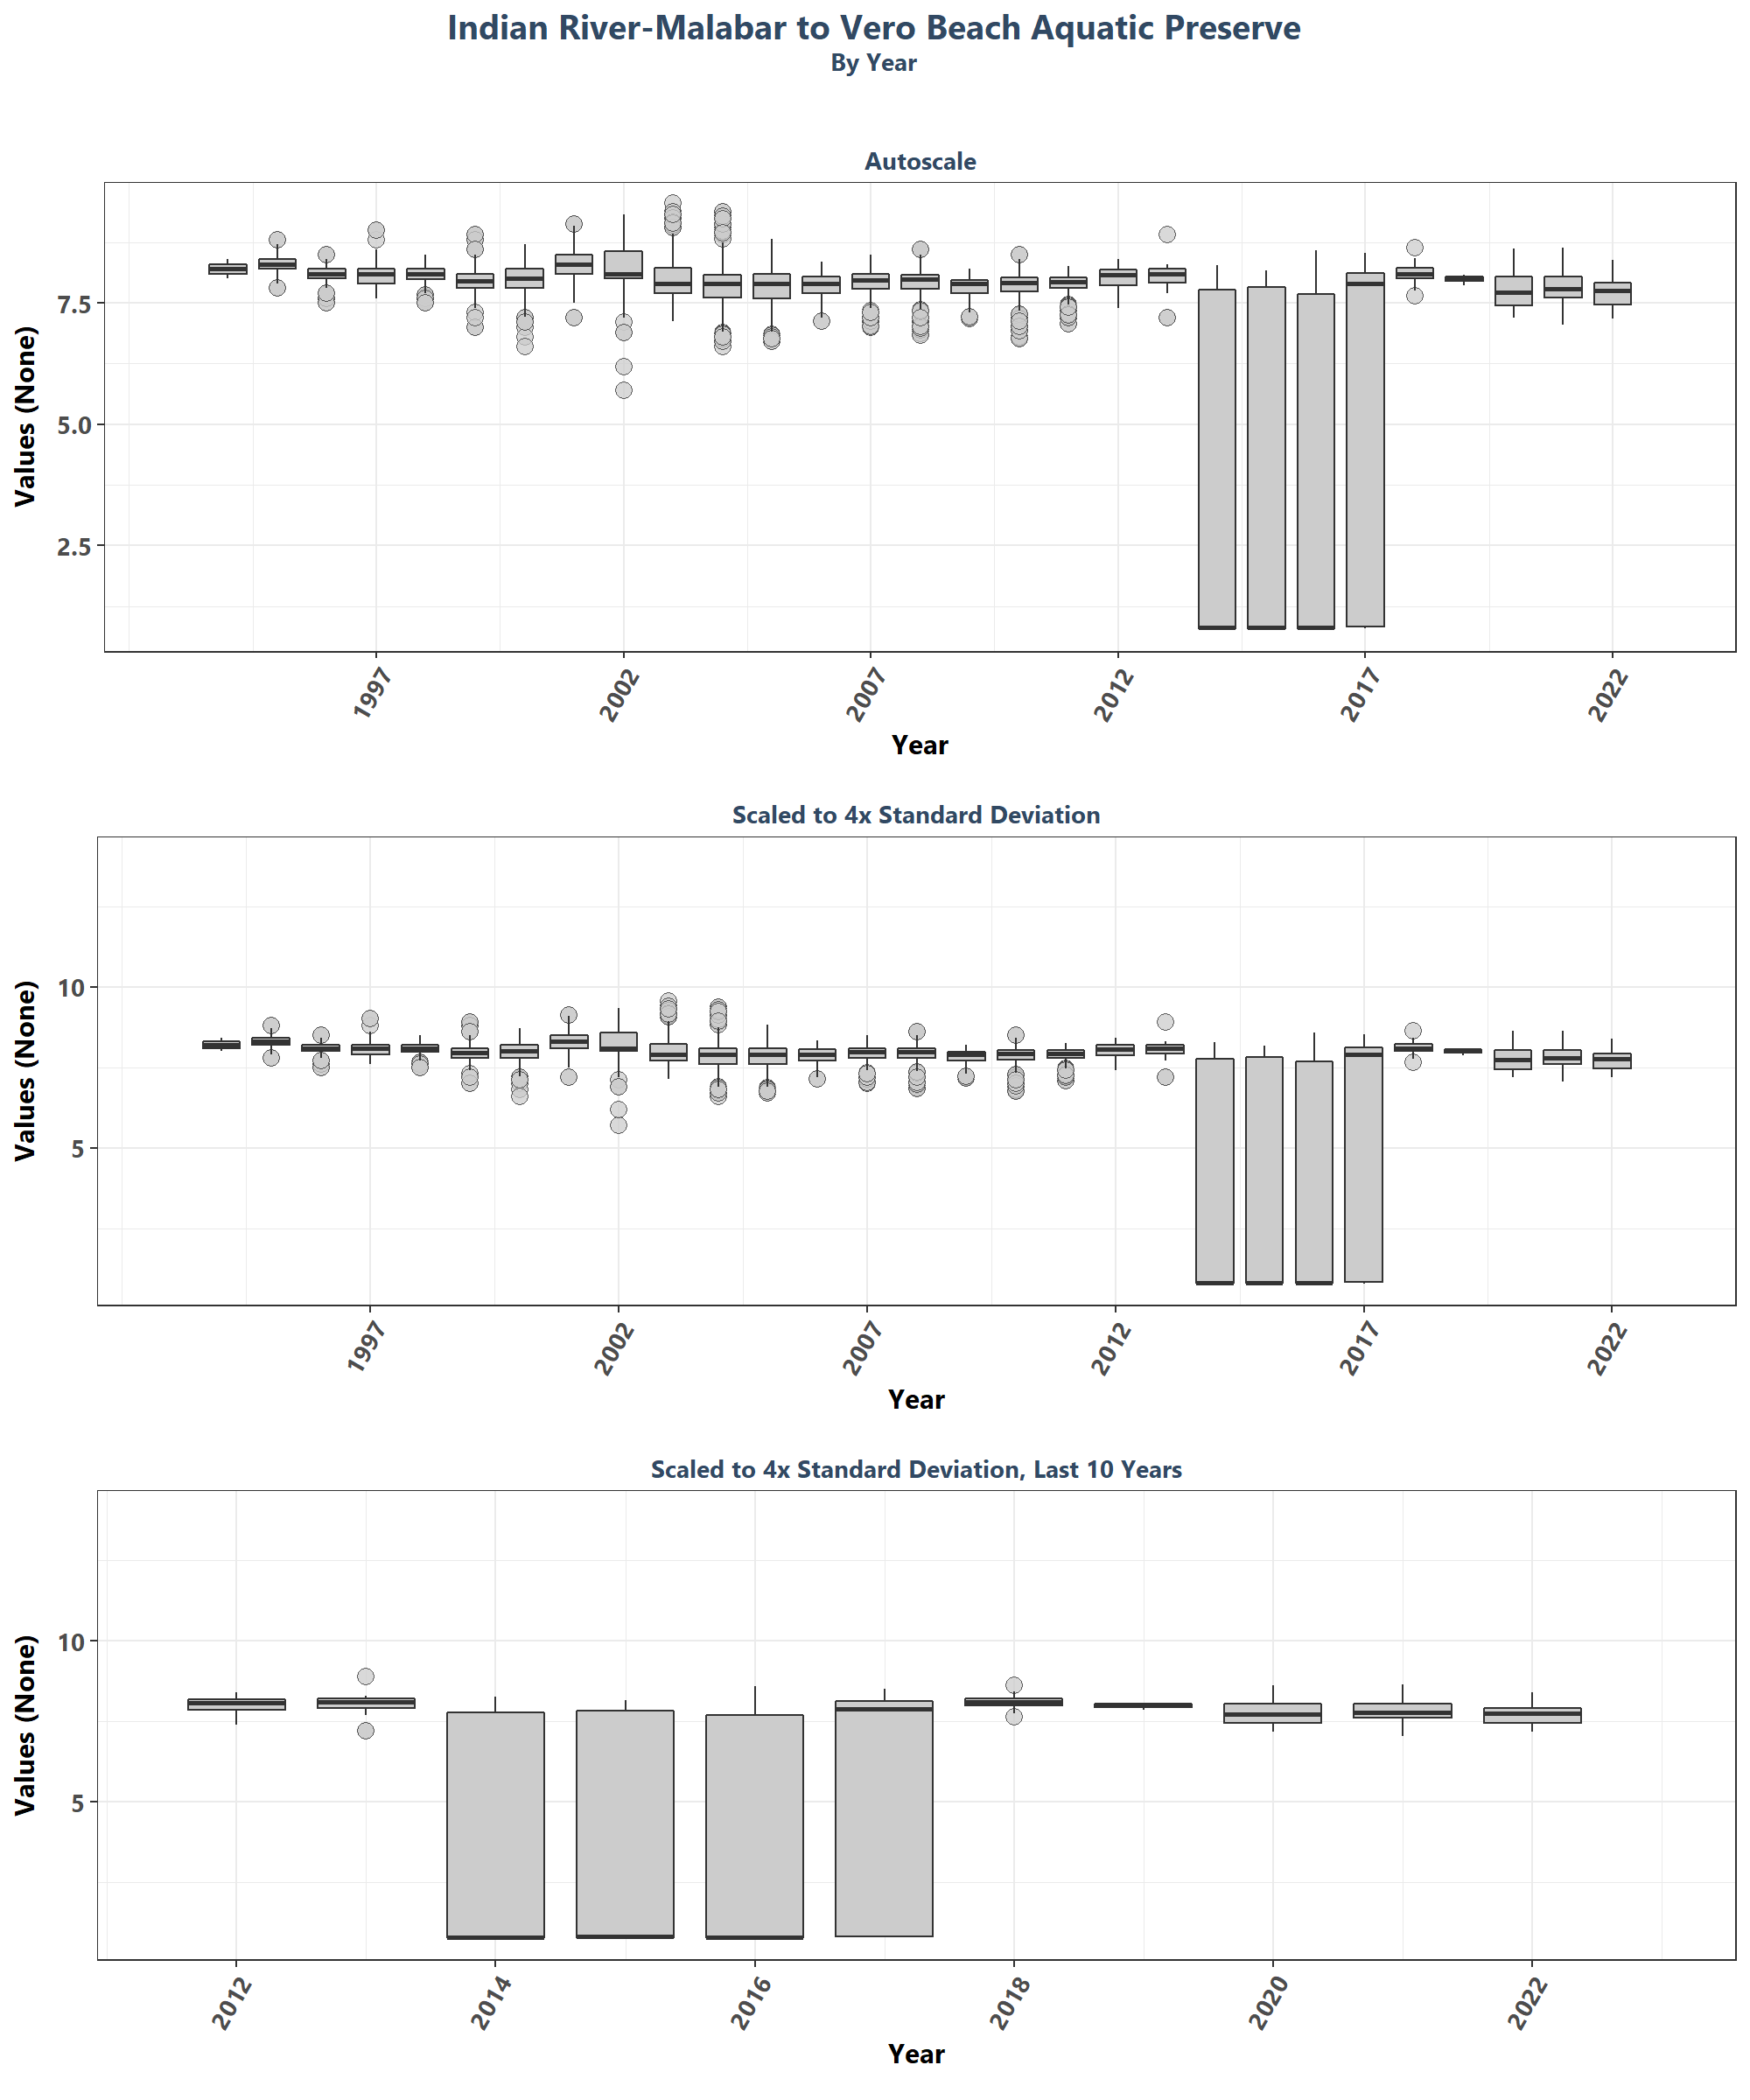 Indian River-Malabar to Vero Beach Aquatic Preserve
By Year
Autoscale
Values (None)
7.5
5.0
2.5
1997
2002
2007
2012
2017
2022
Year
Scaled to 4x Standard Deviation
Values (None)
10
5
1997
2002
2007
2012
2017
2022
Year
Scaled to 4x Standard Deviation, Last 10 Years
Values (None)
10
5
2012
2014
2016
2018
2020
2022
Year